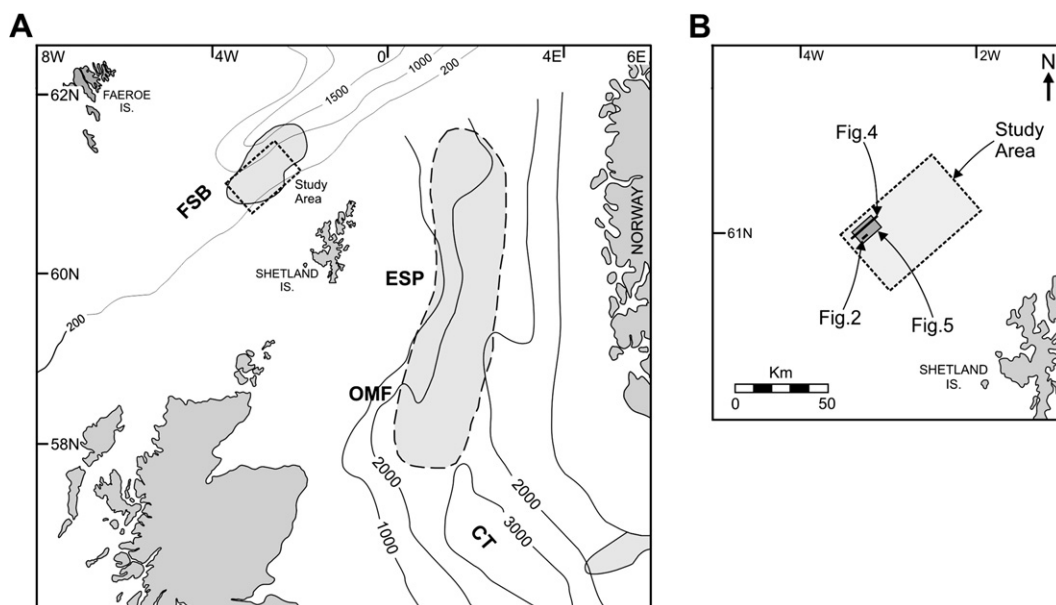 A
8W
4W
0
4E
6E
62N
60N
58N
FAEROE
IS.
1500
1000
200
FSB
Study
Area
SHETLAND
IS.
200
ESP
NORWAY
OMF
2000
1000
CT
2000
3000
B
4W
2W
N
Fig.4
Study
Area
61N
Fig.2
Fig.5
Km
0
50
SHETLAND
IS.